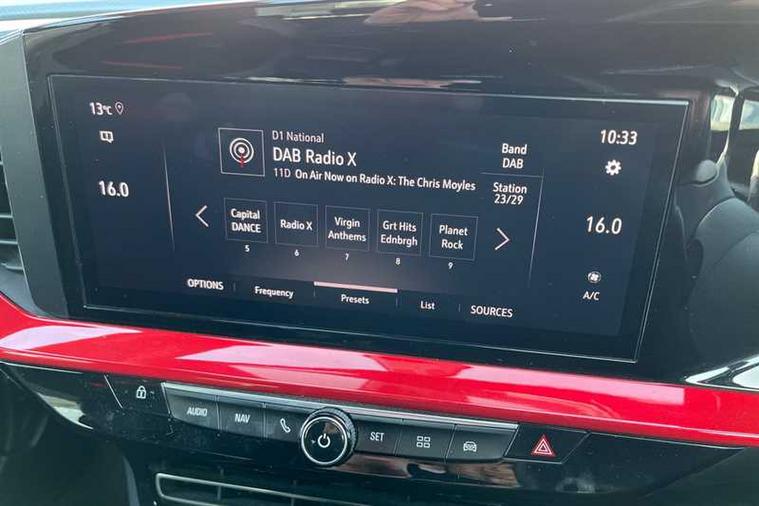 13°C
D1 National
DAB Radio X
11D On Air Now on Radio X: The Chris Moyles
Band
DAB
10:33
16.0
Station
23/29
16.0
Capital
DANCE
5
Radio X
6
Virgin
Anthems
7
Grt Hits
Ednbrgh
8
Planet
Rock
9
A/C
OPTIONS
Frequency
Presets
List
SOURCES
AUDIO
NAV
SET